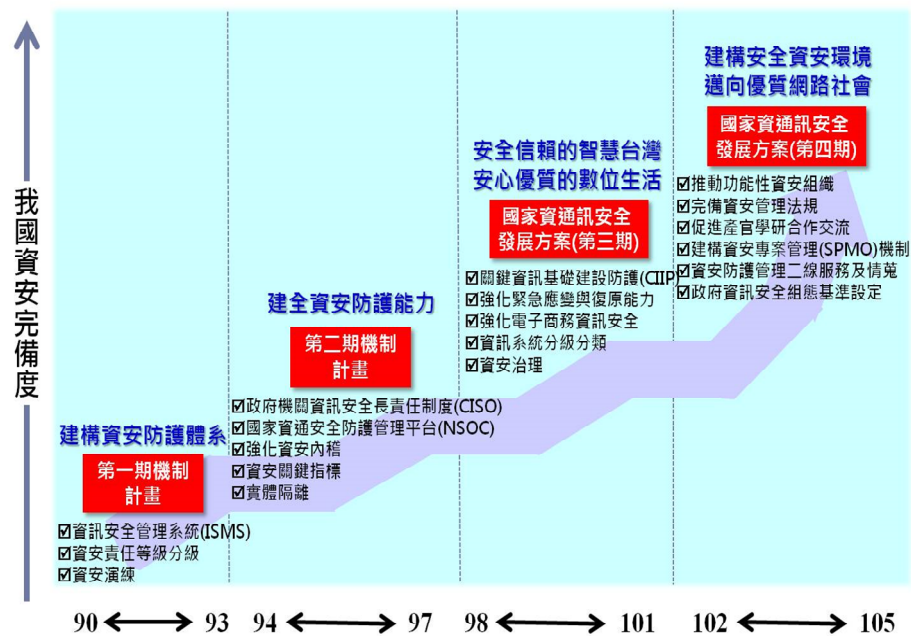 我國資安完備度
建構資安防護體系
第一期機制
計畫
☑資訊安全管理系統(ISMS)
☑資安責任等級分級
☑資安演練
建全資安防護能力
第二期機制
計畫
☑政府機關資訊安全長責任制度(CISO)
☑國家資通安全防護管理平台(NSOC)
☑強化資安內稽
☑資安關鍵指標
☑實體隔離
安全信賴的智慧台灣
安心優質的數位生活
國家資通訊安全
發展方案(第三期)
☑關鍵資訊基礎建設防護(CIIP)
☑強化緊急應變與復原能力
☑強化電子商務資訊安全
☑資訊系統分級分類
☑資安治理
建構安全資安環境
邁向優質網路社會
國家資通訊安全
發展方案(第四期)
☑推動功能性資安組織
☑完備資安管理法規
☑促進產官學研合作交流
☑建構資安專案管理(SPMO)機制
☑資安防護管理二線服務及情蒐
☑政府資訊安全組態基準設定
90 93 94 97 98 101 102 105